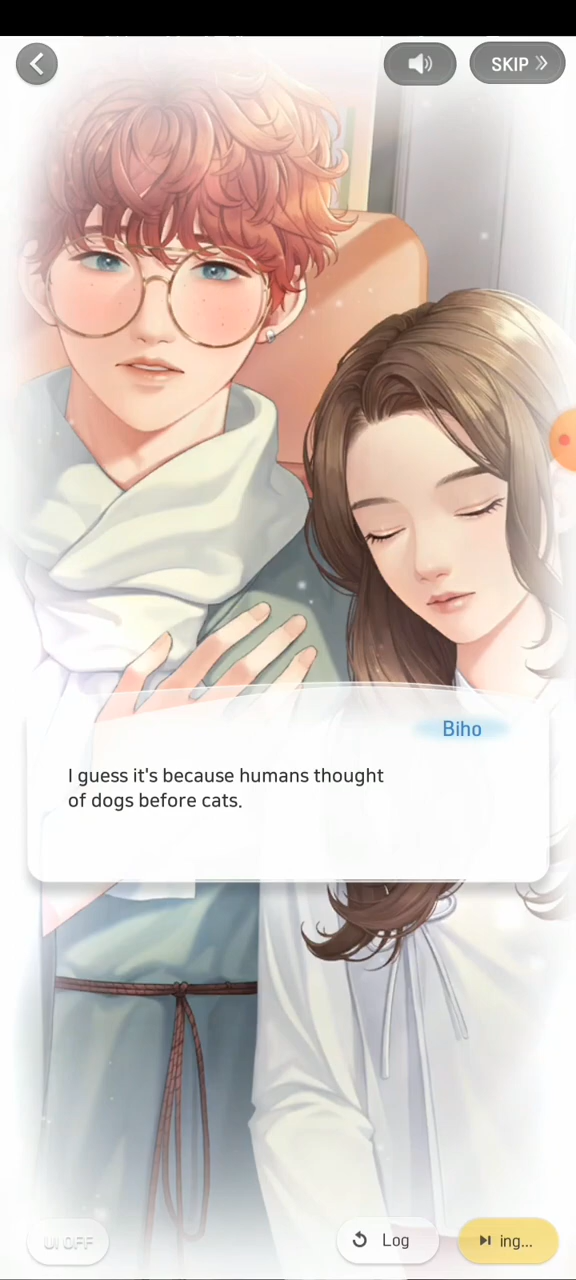 SKIP
Biho
I guess it's because humans thought
of dogs before cats.
UI OFF
Log
ing...